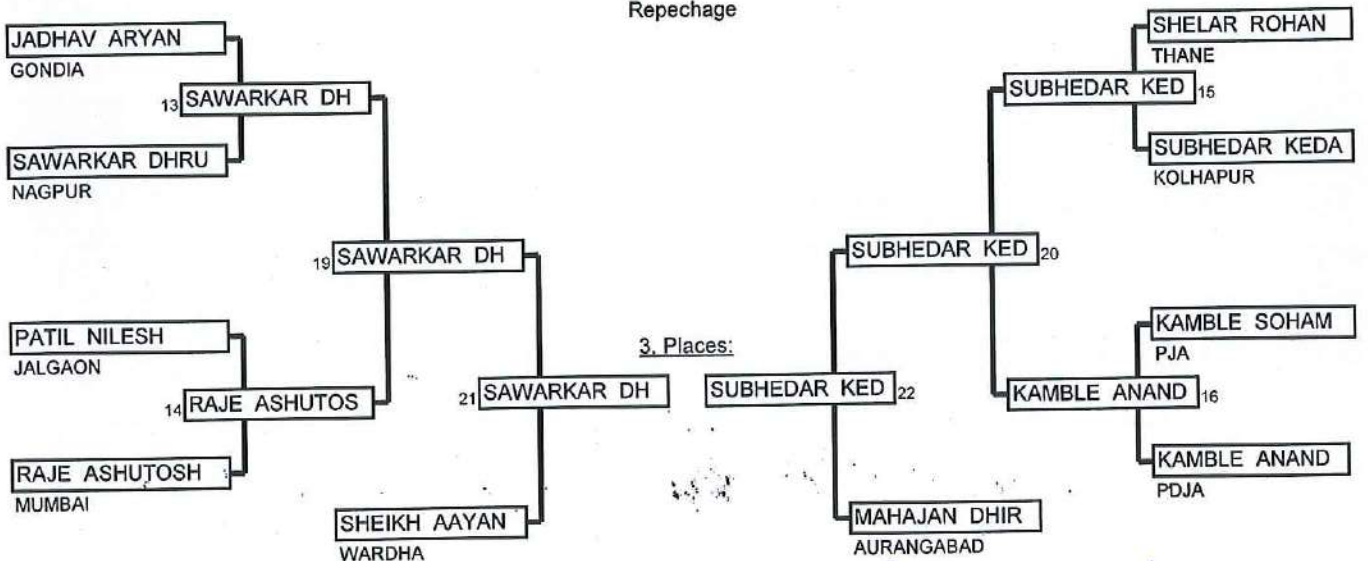 Repechage
JADHAV ARYAN
GONDIA
13 SAWARKAR DH
SAWARKAR DHRU
NAGPUR
19 SAWARKAR DH
PATIL NILESH
JALGAON
14 RAJE ASHUTOS
RAJE ASHUTOSH
MUMBAI
21 SAWARKAR DH
SHEIKH AAYAN
WARDHA
3. Places:
SHELAR ROHAN
THANE
SUBHEDAR KED 15
SUBHEDAR KEDA
KOLHAPUR
SUBHEDAR KED 20
KAMBLE SOHAM
PJA
SUBHEDAR KED 22
KAMBLE ANAND 16
KAMBLE ANAND
PDJA
MAHAJAN DHIR
AURANGABAD